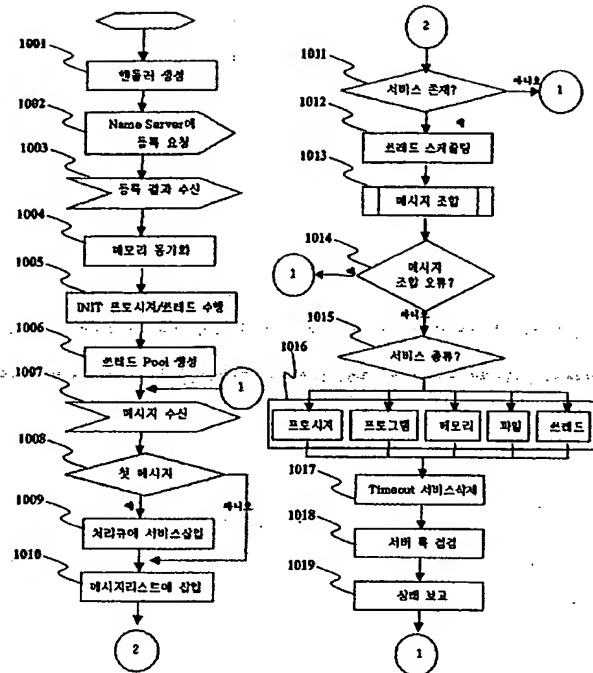 1001
핸들러 생성
1002
Name Server에
등록 요청
1003
등록 결과 수신
1004
메모리 동기화
1005
INIT 프로시저/쓰레드 수행
1006
쓰레드 Pool 생성
1007
1
메시지 수신
1008
첫 메시지
아니오
예
1009
처리큐에 서비스삽입
1010
메시지리스트에 삽입
2
2
1011
서비스 존재?
아니오
1
예
1012
쓰레드 스케쥴링
1013
메시지 조합
1014
메시지
조합 오류?
예
1
아니오
1015
서비스 종류?
1016
프로시저
프로그램
메모리
파일
쓰레드
1017
Timeout 서비스삭제
1018
서버 록 점검
1019
상태 보고
1